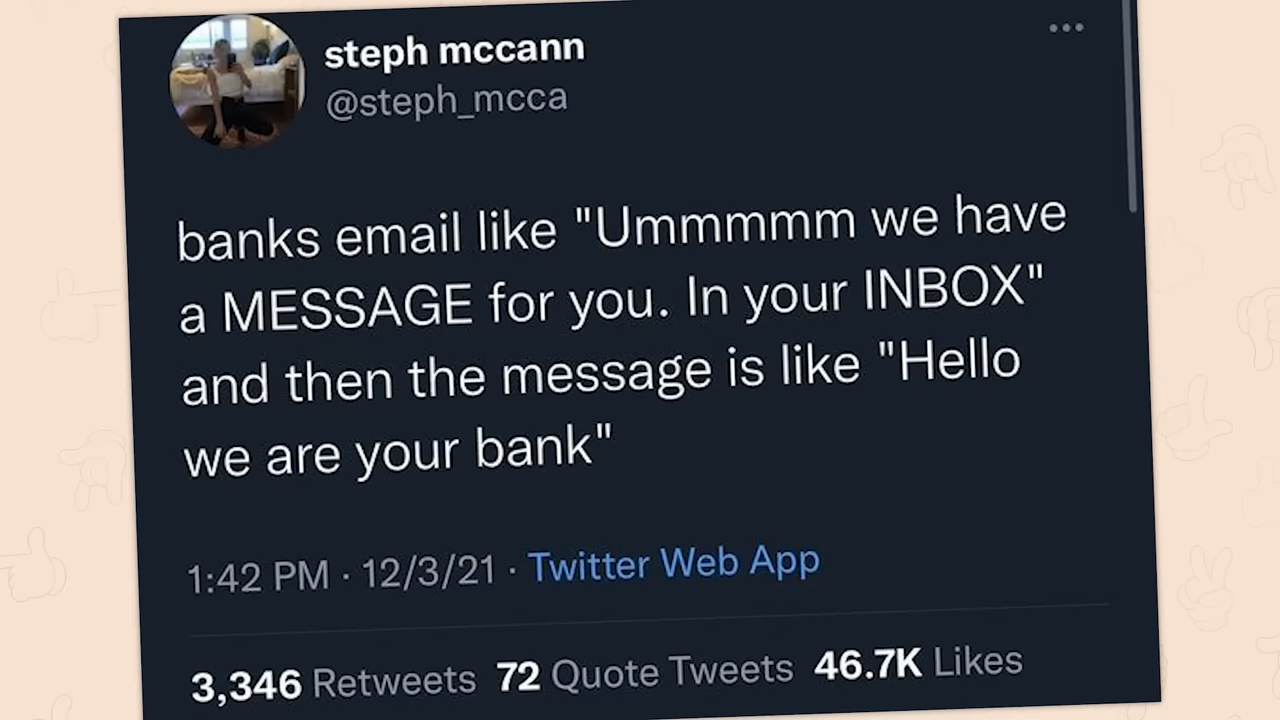 steph mccann
@steph_mcca
banks email like "Ummmmm we have
a MESSAGE for you. In your INBOX"
and then the message is like "Hello
we are your bank"
1:42 PM · 12/3/21 · Twitter Web App
3,346 Retweets 72 Quote Tweets 46.7K Likes